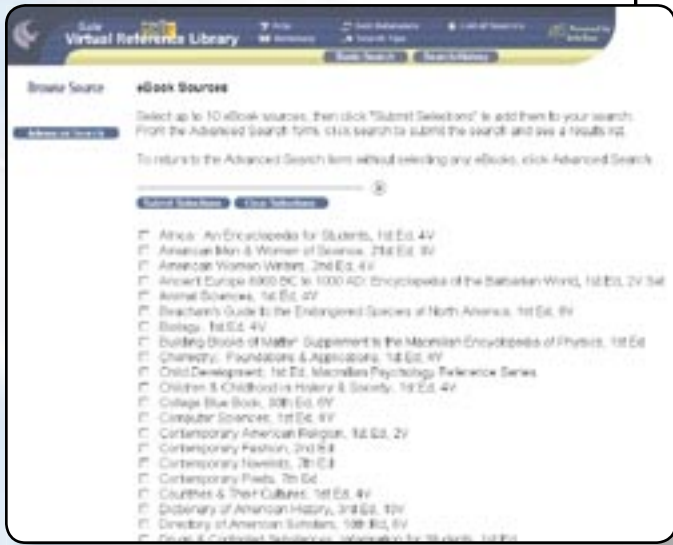 Gale
Virtual Reference Library
Dictionary
Basic Search Search History
Browse Source
eBook Sources
Select up to 10 eBook sources, then click "Submit Selections" to add them to your search.
From the Advanced Search form, click search to submit the search and see a results list.
Advanced Search
To return to the Advanced Search form without selecting any eBooks, click Advanced Search.
Submit Selections Clear Selections
Africa: An Encyclopedia for Students, 1st Ed, 4V
American Men & Women of Science, 21st Ed, 8V
American Women Writers, 2nd Ed, 4V
Ancient Europe 8000 BC to 1000 AD: Encyclopedia of the Barbarian World, 1st Ed, 2V Set
Animal Sciences, 1st Ed, 4V
Beacham's Guide to the Endangered Species of North America, 1st Ed, 6V
Biology, 1st Ed, 4V
Building Blocks of Matter: Supplement to the Macmillan Encyclopedia of Physics, 1st Ed
Chemistry: Foundations & Applications, 1st Ed, 4V
Child Development, 1st Ed, Macmillan Psychology Reference Series
Children & Childhood in History & Society, 1st Ed, 4V
College Blue Book, 30th Ed, 6V
Computer Sciences, 1st Ed, 4V
Contemporary American Religion, 1st Ed, 2V
Contemporary Fashion, 2nd Ed
Contemporary Novelists, 7th Ed
Contemporary Poets, 7th Ed
Countries & Their Cultures, 1st Ed, 4V
Dictionary of American History, 3rd Ed, 10V
Directory of American Scholars, 10th Ed, 6V
Drugs & Controlled Substances: Information for Students, 1st Ed